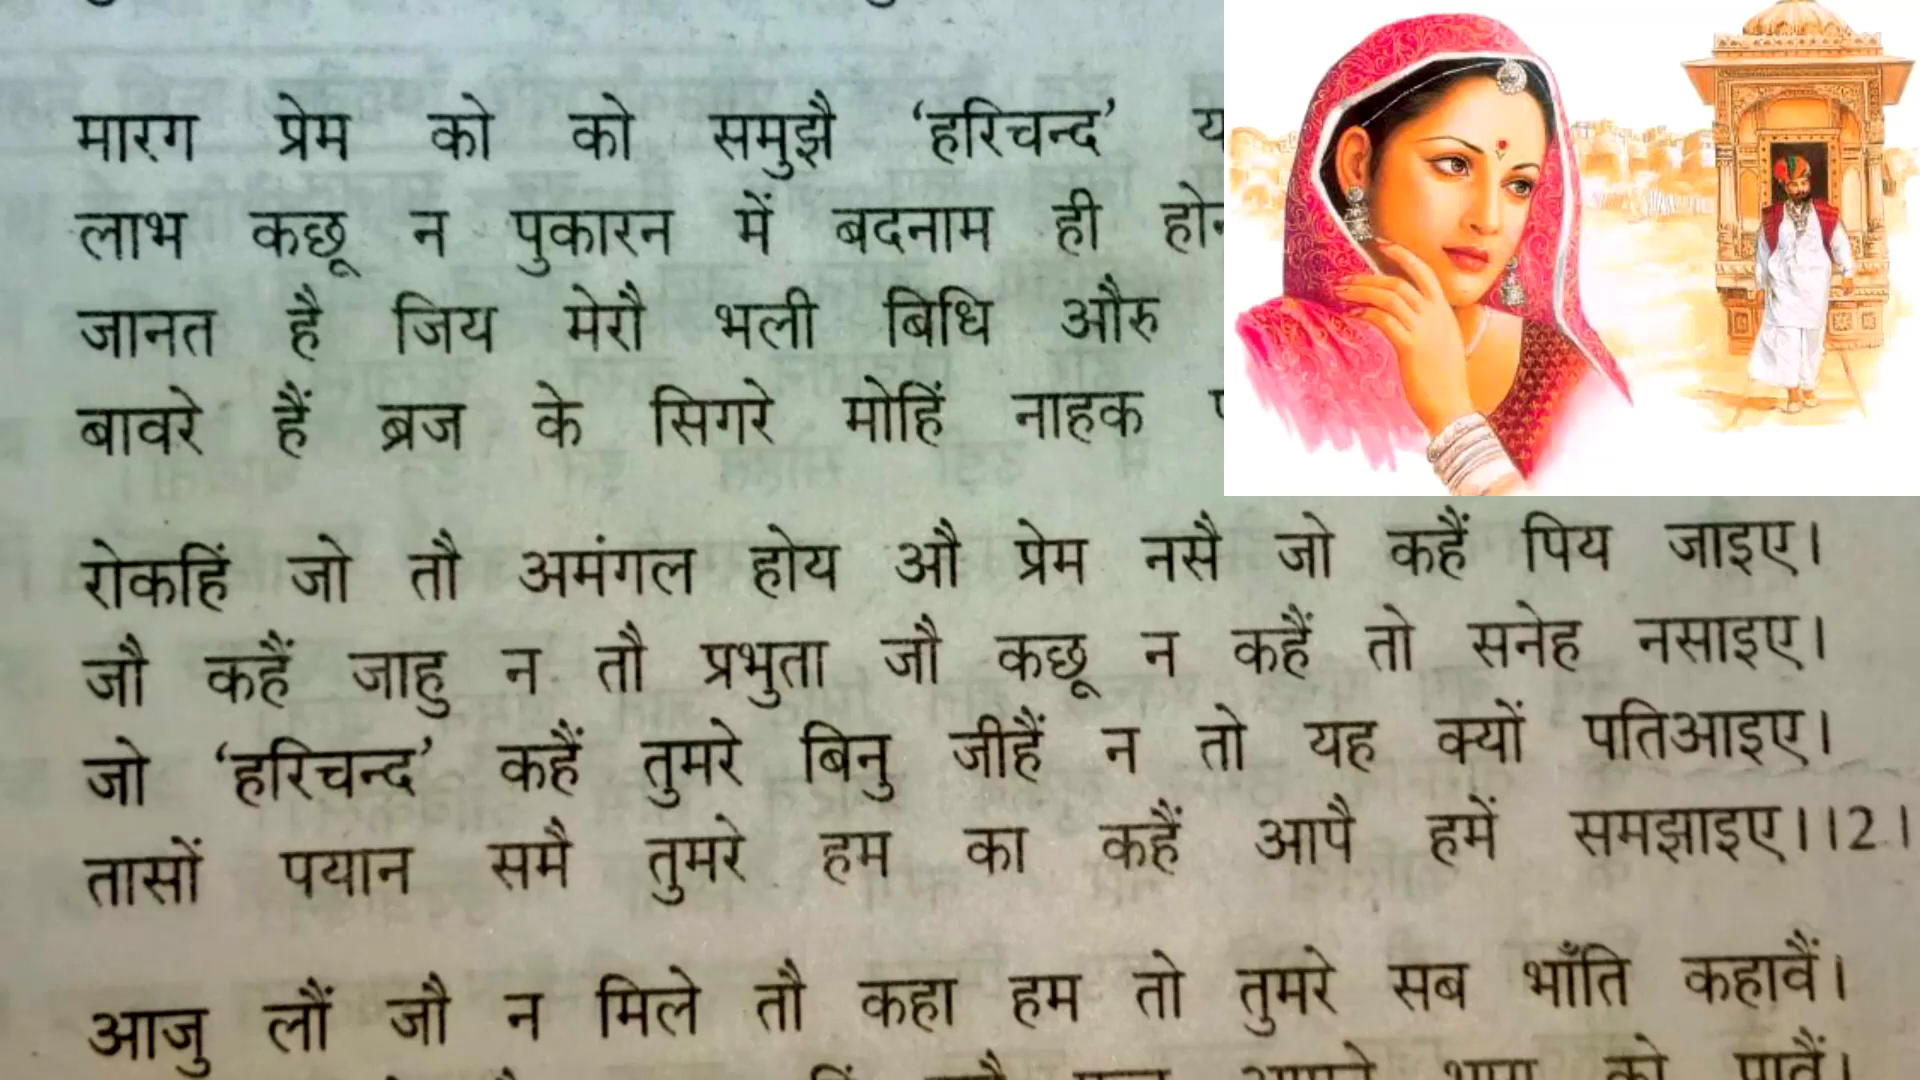 मारग प्रेम को को समुझै ‘हरिचन्द’
लाभ कछू न पुकारन में बदनाम ही
जानत है जिय मेरौ भली बिधि औरु
बावरे हैं ब्रज के सिगरे मोहिं नाहक
रोकहिं जो तौ अमंगल होय औ प्रेम नसै जो कहैं पिय जाइए।
जौ कहैं जाहु न तौ प्रभुता जौ कछू न कहैं तो सनेह नसाइए।
जो ‘हरिचन्द’ कहैं तुमरे बिनु जीहैं न तो यह क्यों पतिआइए।
तासों पयान समै तुमरे हम का कहैं आपै हमें समझाइए।।2।
आजु लौं जौ न मिले तौ कहा हम तो तुमरे सब भाँति कहावैं।